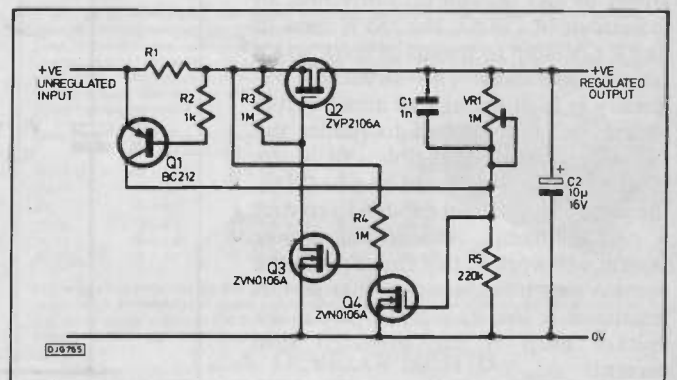 +VE
UNREGULATED
INPUT
R1
R2
1k
Q1
BC212
R3
1M
Q2
ZVP2106A
C1
1n
VR1
1M
+VE
REGULATED
OUTPUT
+
C2
10µ
16V
R4
1M
Q3
ZVN0106A
Q4
ZVN0106A
R5
220k
0V
DJG765